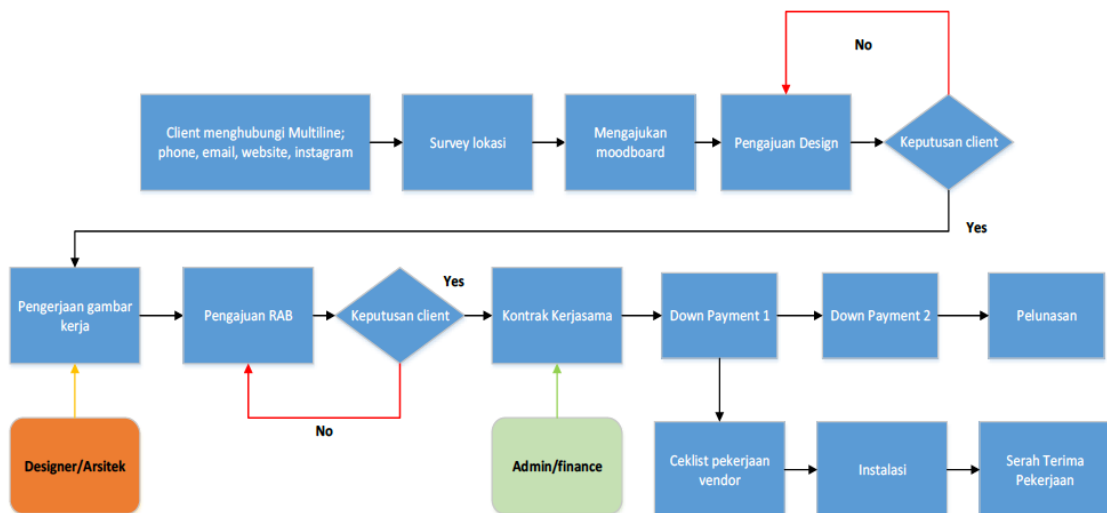 No
Client menghubungi Multiline;
phone, email, website, instagram
Survey lokasi
Mengajukan
moodboard
Pengajuan Design
Keputusan client
Yes
Pengerjaan gambar
kerja
Pengajuan RAB
Keputusan client
Yes
Kontrak Kerjasama
Down Payment 1
Down Payment 2
Pelunasan
No
Designer/Arsitek
Admin/finance
Ceklist pekerjaan
vendor
Instalasi
Serah Terima
Pekerjaan